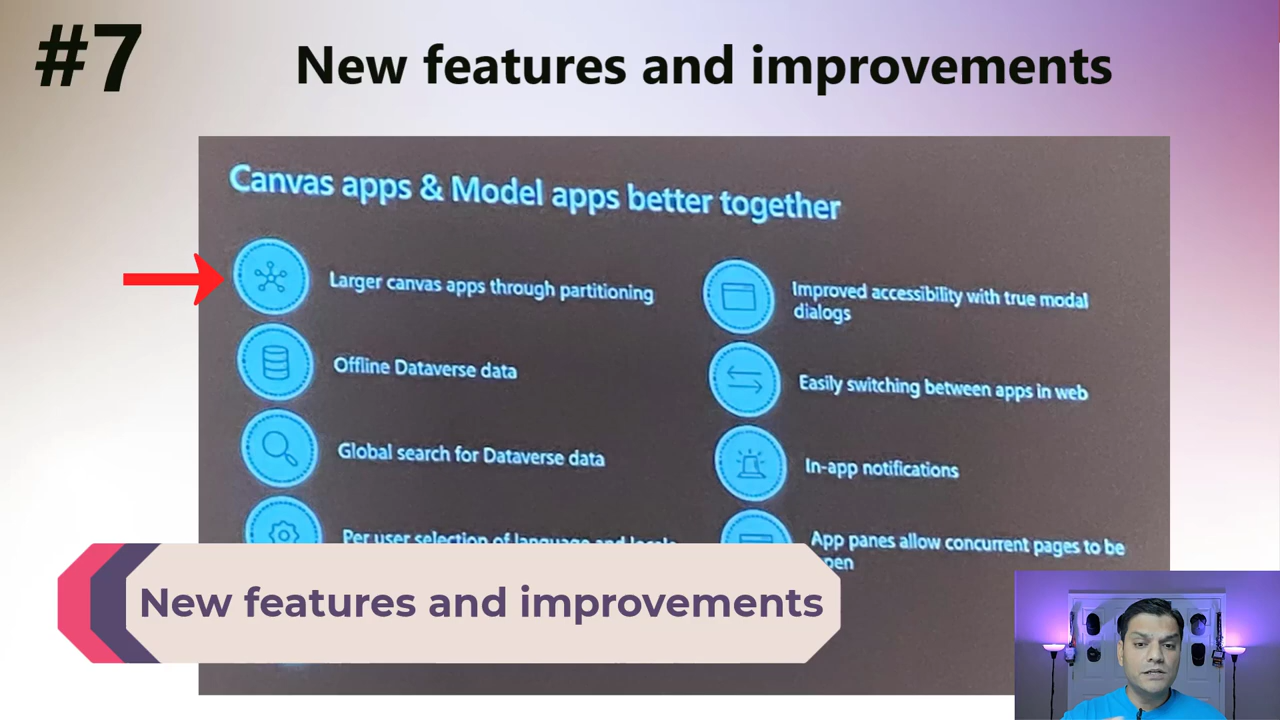 #7
New features and improvements
Canvas apps & Model apps better together
Larger canvas apps through partitioning
Offline Dataverse data
Global search for Dataverse data
Per user selection of language and locale
Improved accessibility with true modal
dialogs
Easily switching between apps in web
In-app notifications
App panes allow concurrent pages to be
open
New features and improvements